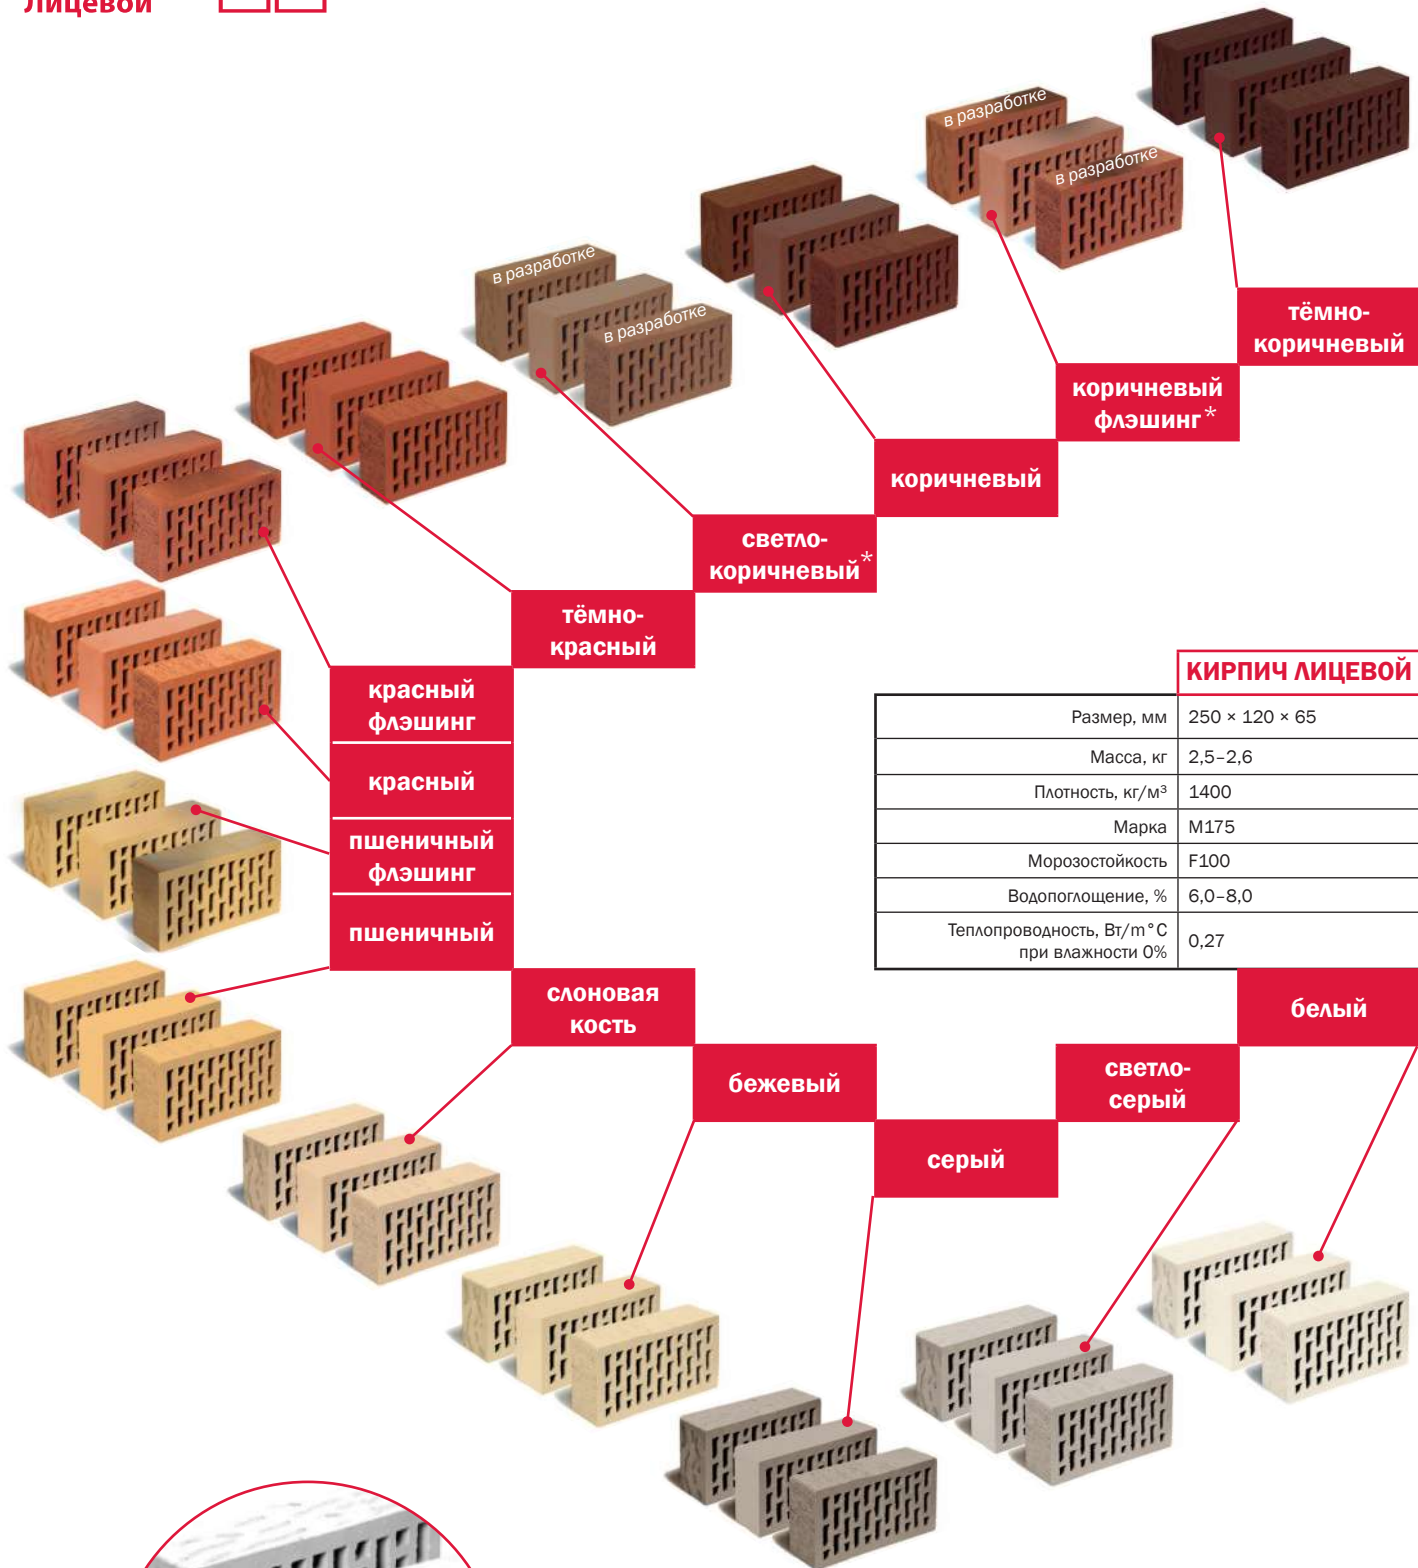 Лицевой
в разработке
в разработке
в разработке
в разработке
тёмно-
коричневый
коричневый
флэшинг*
коричневый
светло-
коричневый*
тёмно-
красный
красный
флэшинг
красный
пшеничный
флэшинг
пшеничный
КИРПИЧ ЛИЦЕВОЙ
Размер, мм 250 × 120 × 65
Масса, кг 2,5–2,6
Плотность, кг/м³ 1400
Марка М175
Морозостойкость F100
Водопоглощение, % 6,0–8,0
Теплопроводность, Вт/m°C
при влажности 0% 0,27
слоновая
кость
белый
бежевый
светло-
серый
серый